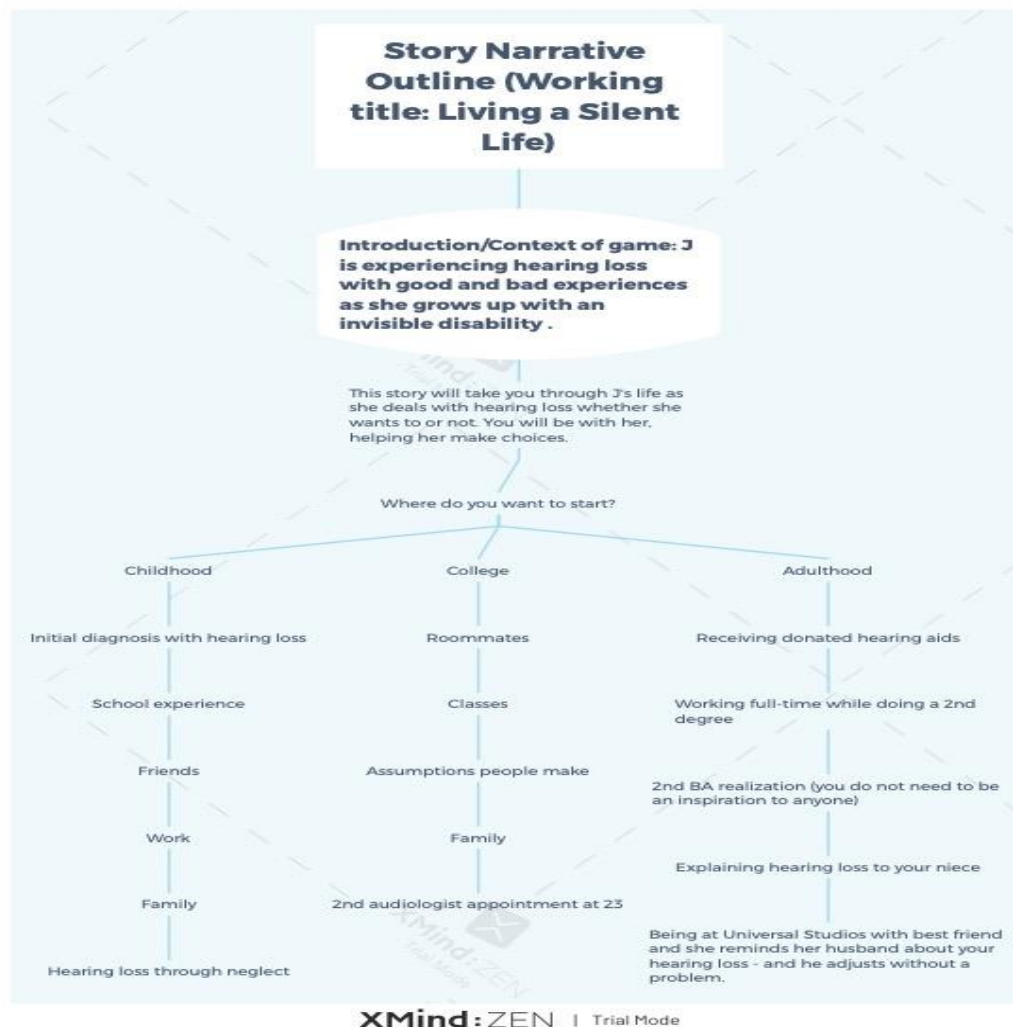 Story Narrative
Outline (Working
title: Living a Silent
Life)
Introduction/Context of game: J
is experiencing hearing loss
with good and bad experiences
as she grows up with an
invisible disability .
This story will take you through J's life as
she deals with hearing loss whether she
wants to or not. You will be with her,
helping her make choices.
Where do you want to start?
Childhood
Initial diagnosis with hearing loss
School experience
Friends
Work
Family
Hearing loss through neglect
College
Roommates
Classes
Assumptions people make
Family
2nd audiologist appointment at 23
Adulthood
Receiving donated hearing aids
Working full-time while doing a 2nd
degree
2nd BA realization (you do not need to be
an inspiration to anyone)
Explaining hearing loss to your niece
Being at Universal Studios with best friend
and she reminds her husband about your
hearing loss - and he adjusts without a
problem.
XMind:ZEN
Trial Mode
XMind:ZEN | Trial Mode